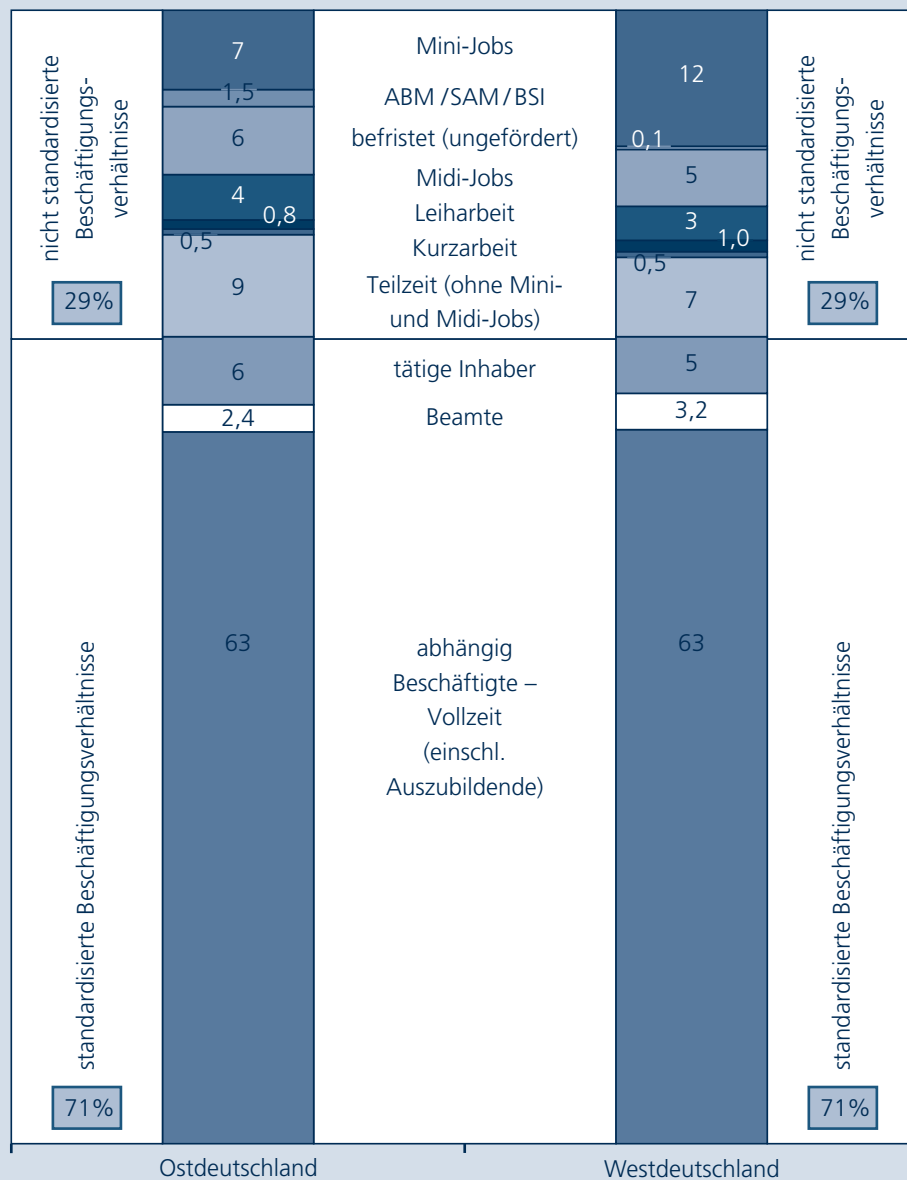 nicht standardisierte
Beschäftigungs-
verhältnisse
29%
7
1,5
6
4
0,8
0,5
9
Mini-Jobs
ABM / SAM / BSI
befristet (ungefördert)
Midi-Jobs
Leiharbeit
Kurzarbeit
Teilzeit (ohne Mini-
und Midi-Jobs)
12
0,1
5
3
1,0
0,5
7
nicht standardisierte
Beschäftigungs-
verhältnisse
29%
standardisierte Beschäftigungsverhältnisse
71%
6
2,4
63
tätige Inhaber
Beamte
abhängig
Beschäftigte –
Vollzeit
(einschl.
Auszubildende)
5
3,2
63
standardisierte Beschäftigungsverhältnisse
71%
Ostdeutschland
Westdeutschland